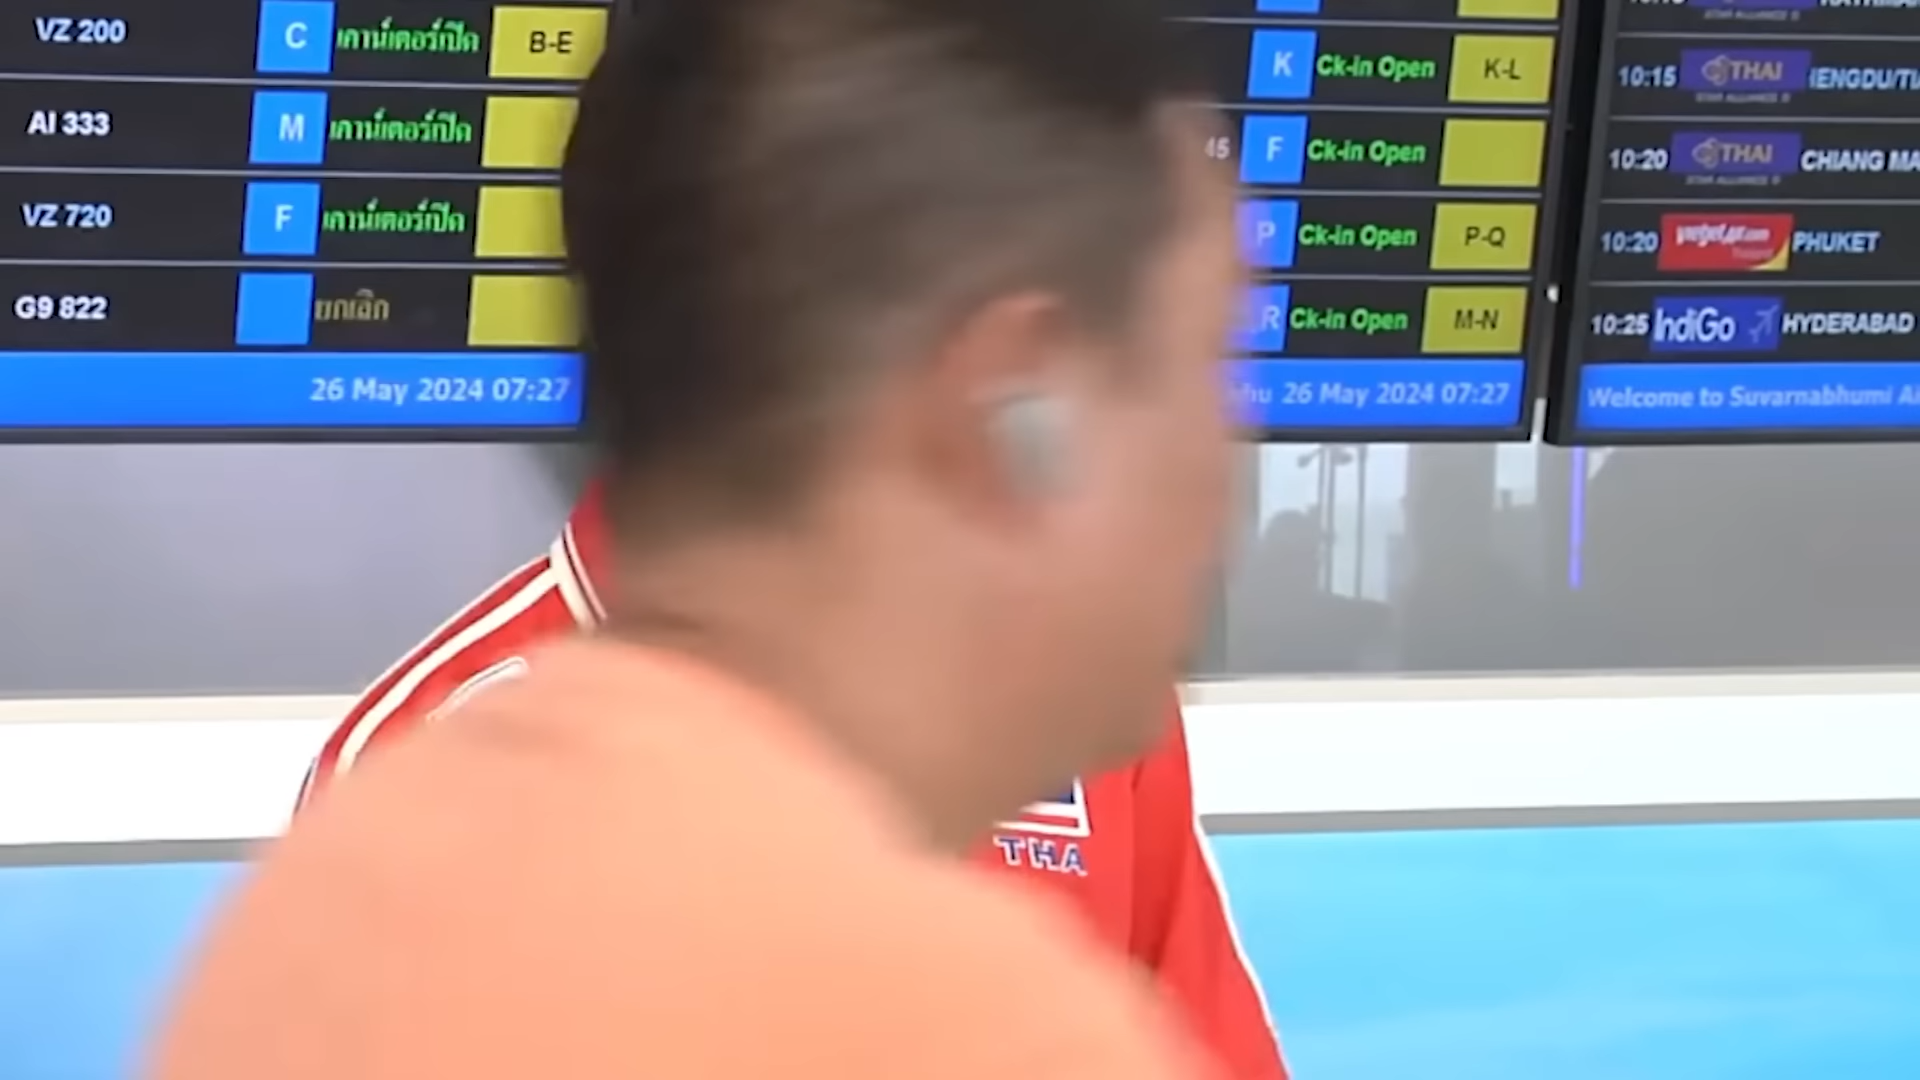 VZ 200 C เคาน์เตอร์เปิด B-E
AI 333 M เคาน์เตอร์เปิด
VZ 720 F เคาน์เตอร์เปิด
G9 822 ยกเลิก
26 May 2024 07:27
K Ck-in Open K-L
45 F Ck-in Open
P Ck-in Open P-Q
R Ck-in Open M-N
26 May 2024 07:27
10:15 THAI
10:20 THAI CHIANG MA
10:20 vietjetair.com PHUKET
10:25 IndiGo HYDERABAD
Welcome to Suvarnabhumi Ai
THA